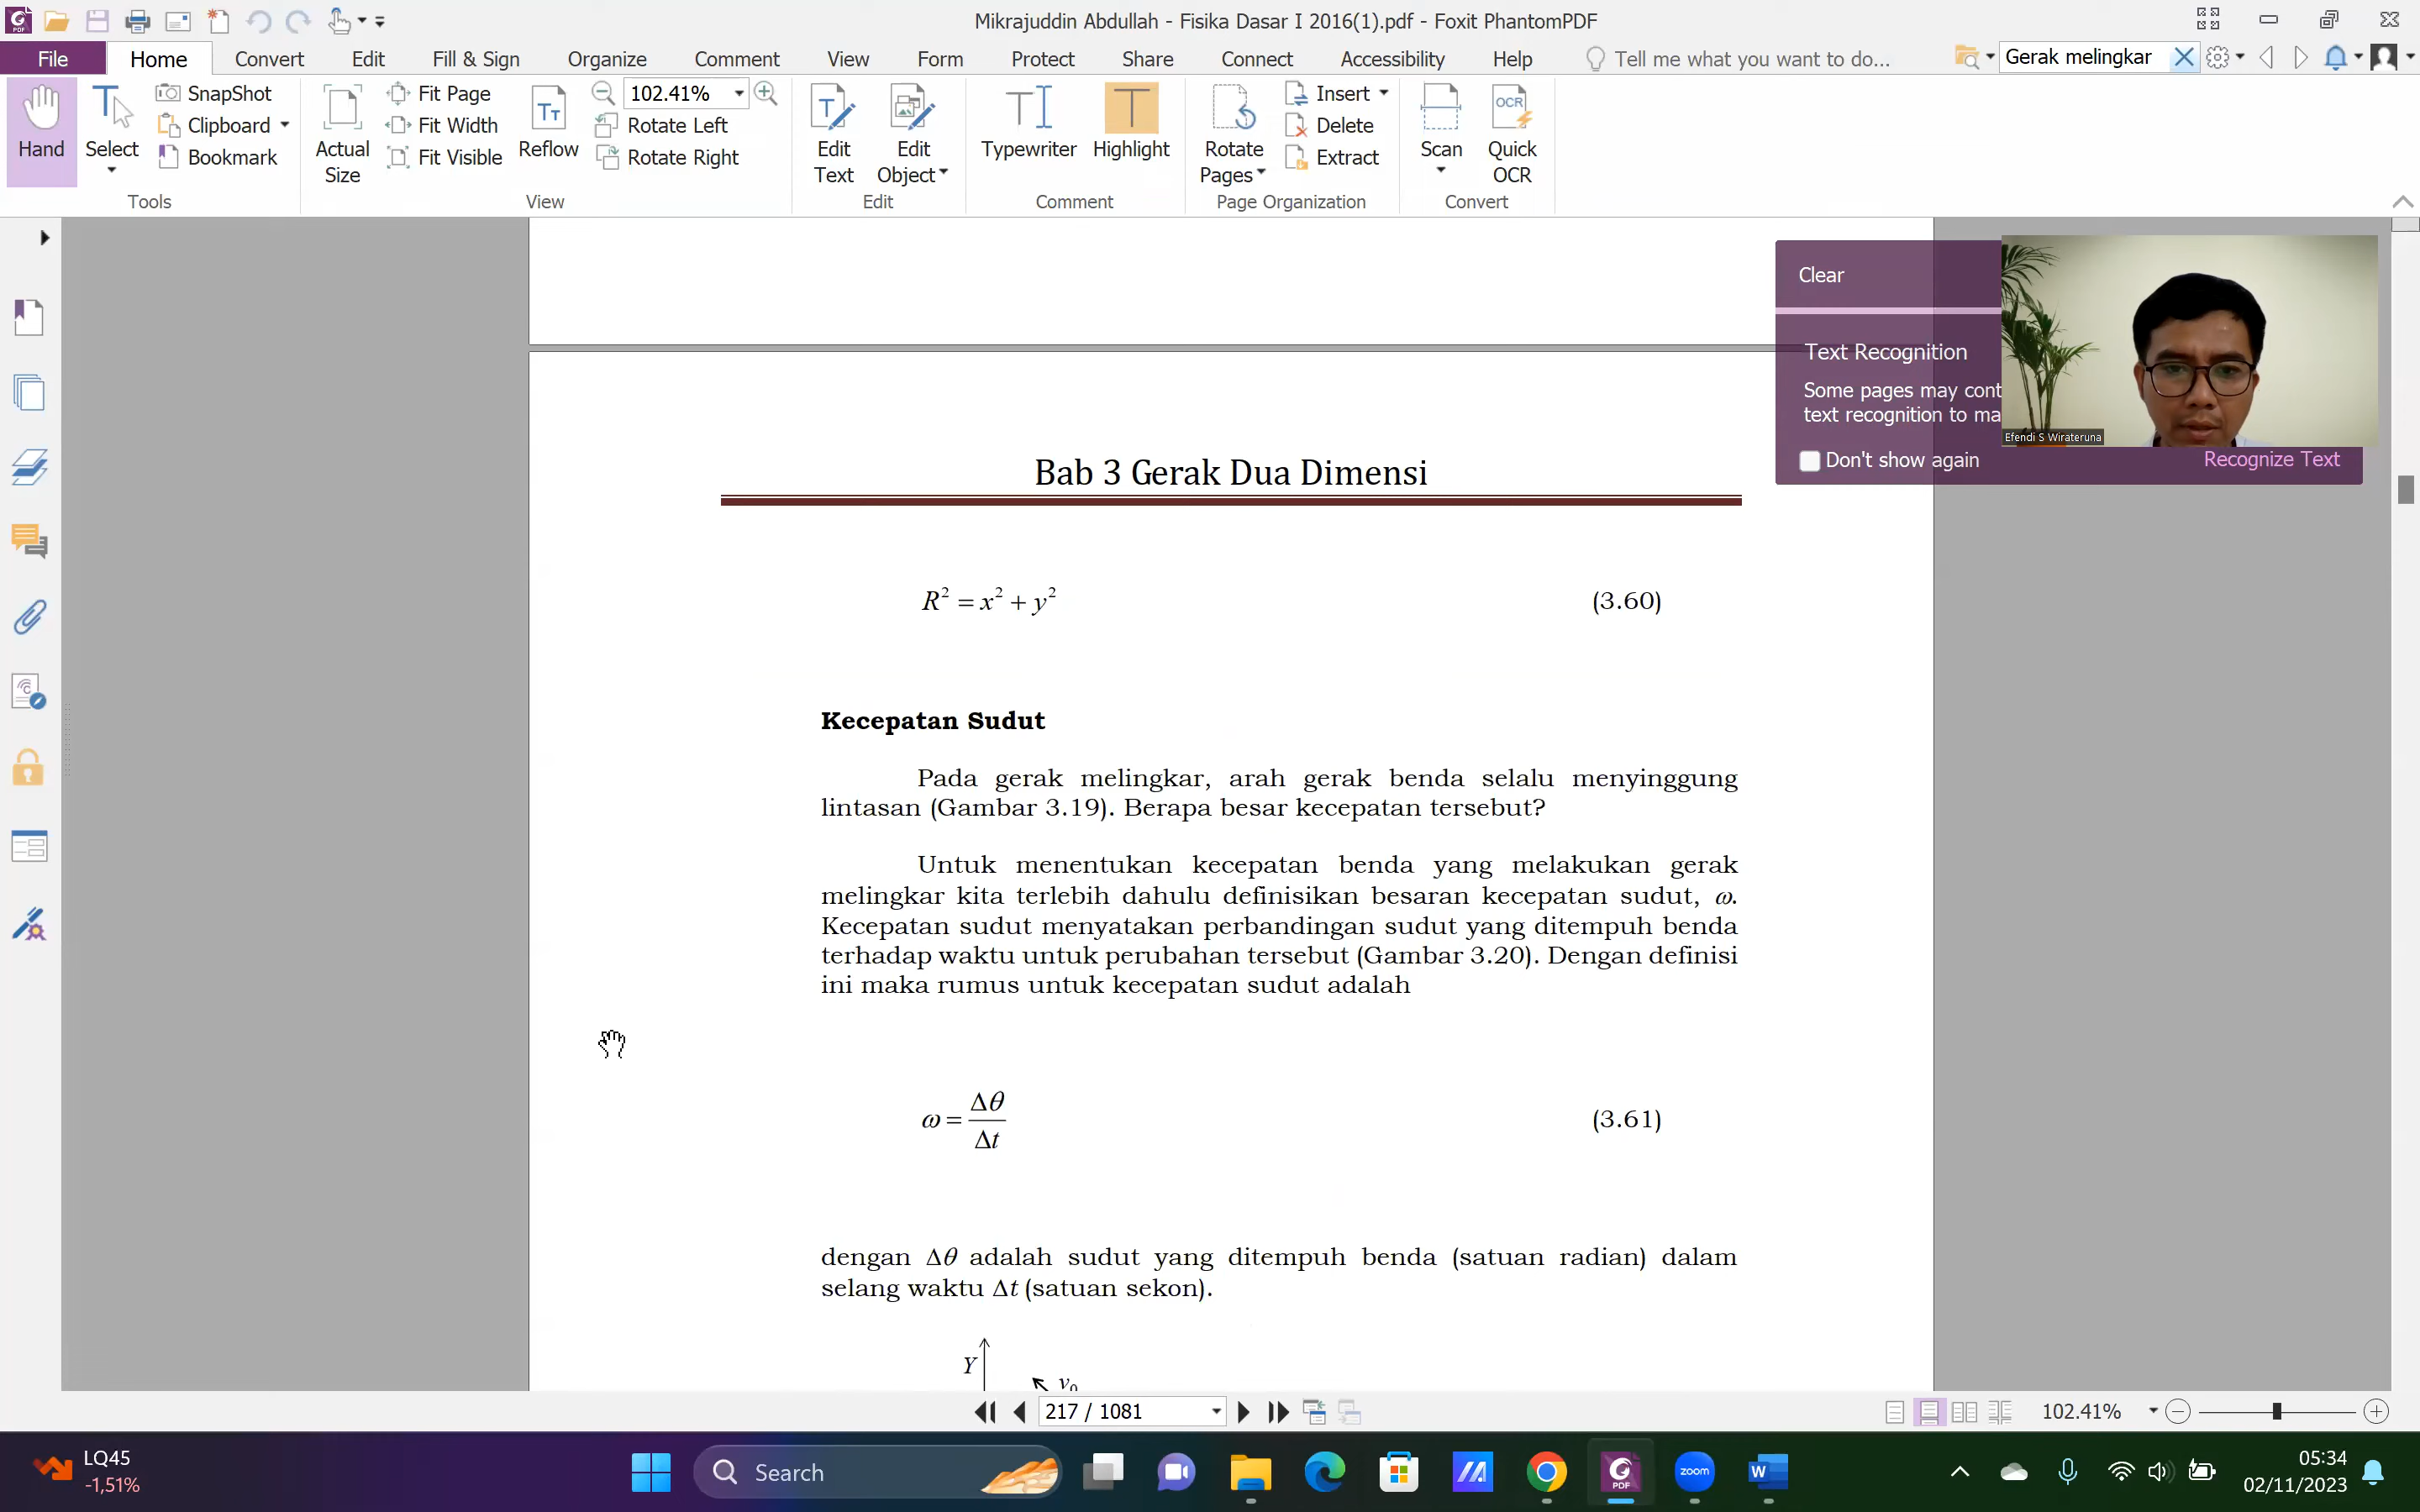 Mikrajuddin Abdullah - Fisika Dasar I 2016(1).pdf - Foxit PhantomPDF
File Home Convert Edit Fill & Sign Organize Comment View Form Protect Share Connect Accessibility Help Tell me what you want to do... Gerak melingkar
Hand
Select
SnapShot
Clipboard
Bookmark
Tools
Actual
Size
Fit Page
Fit Width
Fit Visible
Reflow
102.41%
Rotate Left
Rotate Right
View
Edit
Text
Edit
Object
Edit
Typewriter
Highlight
Comment
Rotate
Pages
Insert
Delete
Extract
Page Organization
Scan
OCR
Quick
OCR
Convert
Clear
Text Recognition
Some pages may cont
text recognition to ma
Don't show again
Recognize Text
Efendi S Wirateruna
Bab 3 Gerak Dua Dimensi
R² = x² + y² (3.60)
Kecepatan Sudut
Pada gerak melingkar, arah gerak benda selalu menyinggung
lintasan (Gambar 3.19). Berapa besar kecepatan tersebut?
Untuk menentukan kecepatan benda yang melakukan gerak
melingkar kita terlebih dahulu definisikan besaran kecepatan sudut, ω.
Kecepatan sudut menyatakan perbandingan sudut yang ditempuh benda
terhadap waktu untuk perubahan tersebut (Gambar 3.20). Dengan definisi
ini maka rumus untuk kecepatan sudut adalah
ω = Δθ/Δt (3.61)
dengan Δθ adalah sudut yang ditempuh benda (satuan radian) dalam
selang waktu Δt (satuan sekon).
Y
v₀
217 / 1081
102.41%
LQ45
-1,51%
Search
PDF
zoom
W
05:34
02/11/2023